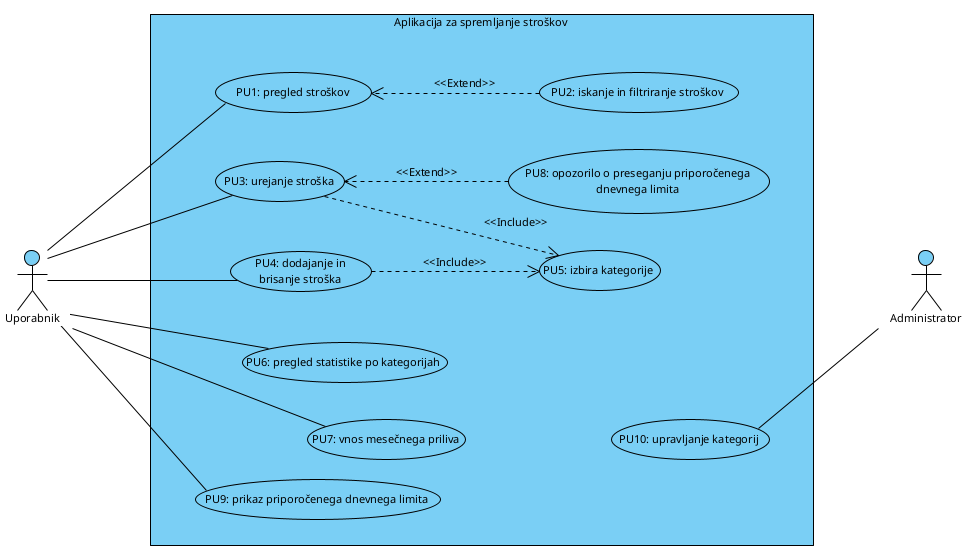 Aplikacija za spremljanje stroškov
PU1: pregled stroškov
<<Extend>>
PU2: iskanje in filtriranje stroškov
PU3: urejanje stroška
<<Extend>>
PU8: opozorilo o preseganju priporočenega
dnevnega limita
<<Include>>
PU4: dodajanje in
brisanje stroška
<<Include>>
PU5: izbira kategorije
Uporabnik
Administrator
PU6: pregled statistike po kategorijah
PU7: vnos mesečnega priliva
PU10: upravljanje kategorij
PU9: prikaz priporočenega dnevnega limita